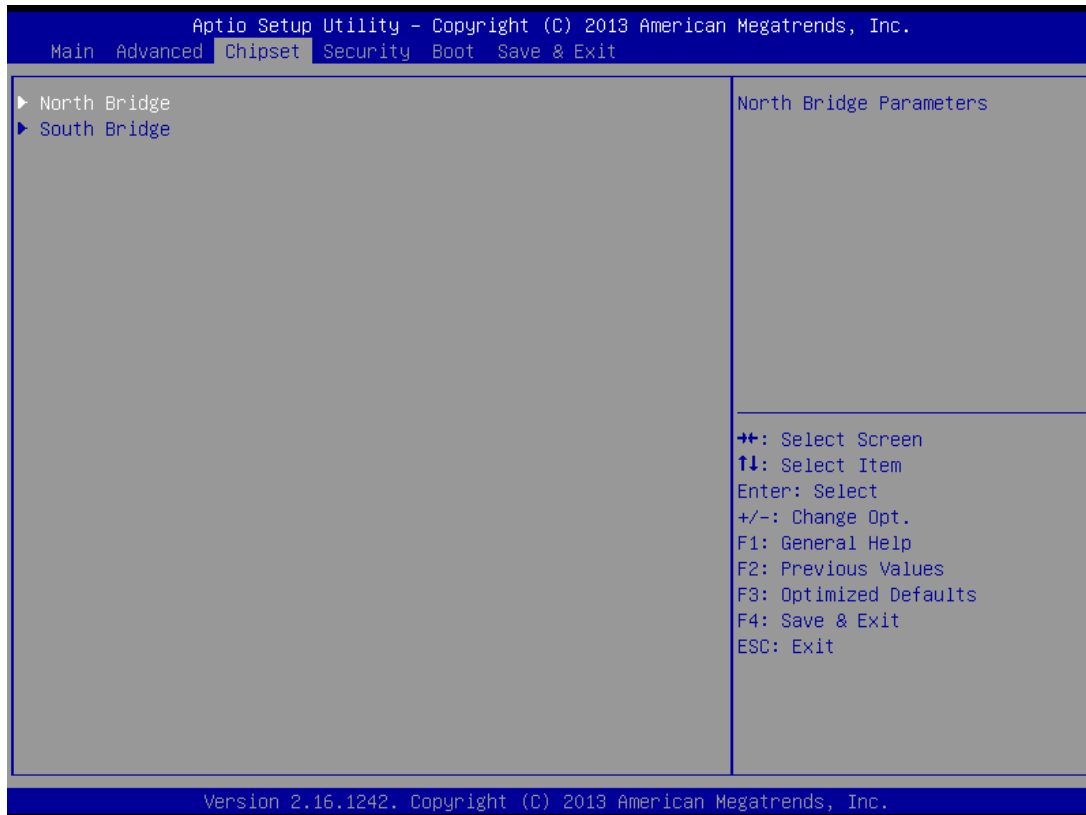 Aptio Setup Utility – Copyright (C) 2013 American Megatrends, Inc.
Main Advanced Chipset Security Boot Save & Exit
► North Bridge
► South Bridge
North Bridge Parameters
→←: Select Screen
↑↓: Select Item
Enter: Select
+/-: Change Opt.
F1: General Help
F2: Previous Values
F3: Optimized Defaults
F4: Save & Exit
ESC: Exit
Version 2.16.1242. Copyright (C) 2013 American Megatrends, Inc.